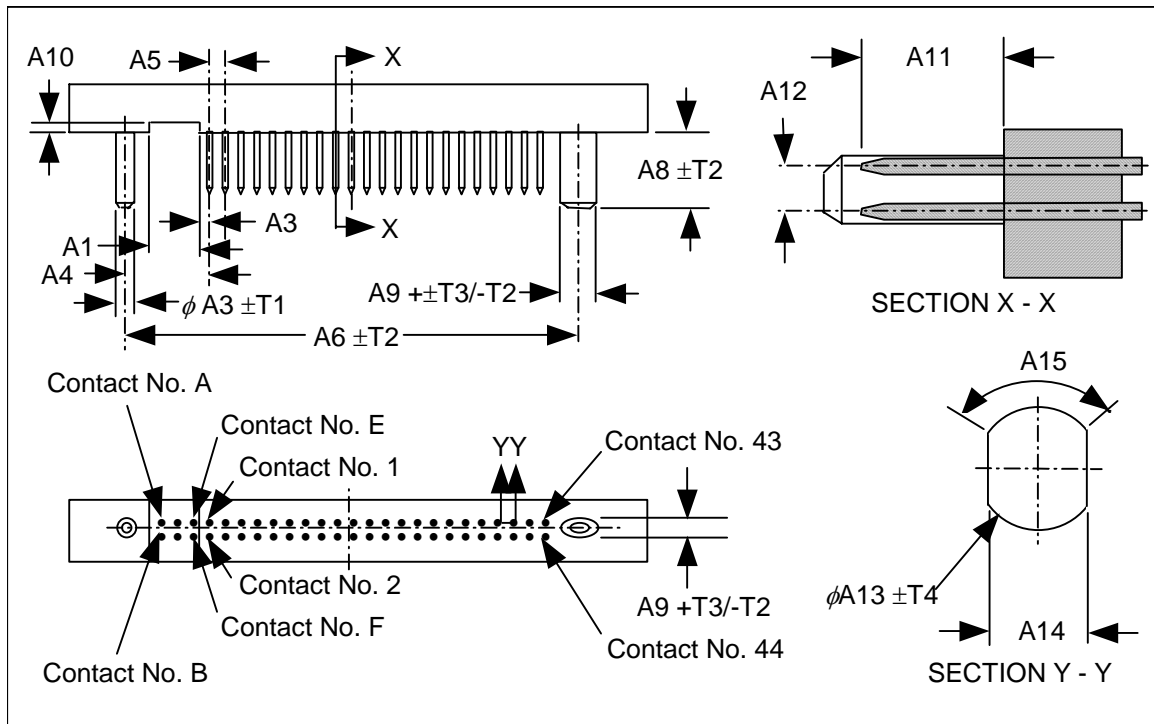 A10
A5
X
A11
A12
A8 ±T2
A3
X
A1
A4
ϕ A3 ±T1
A9 +±T3/-T2
SECTION X - X
A6 ±T2
Contact No. A
A15
Contact No. E
YY
Contact No. 43
Contact No. 1
Contact No. 2
A9 +T3/-T2
ϕA13 ±T4
Contact No. F
Contact No. 44
A14
Contact No. B
SECTION Y - Y